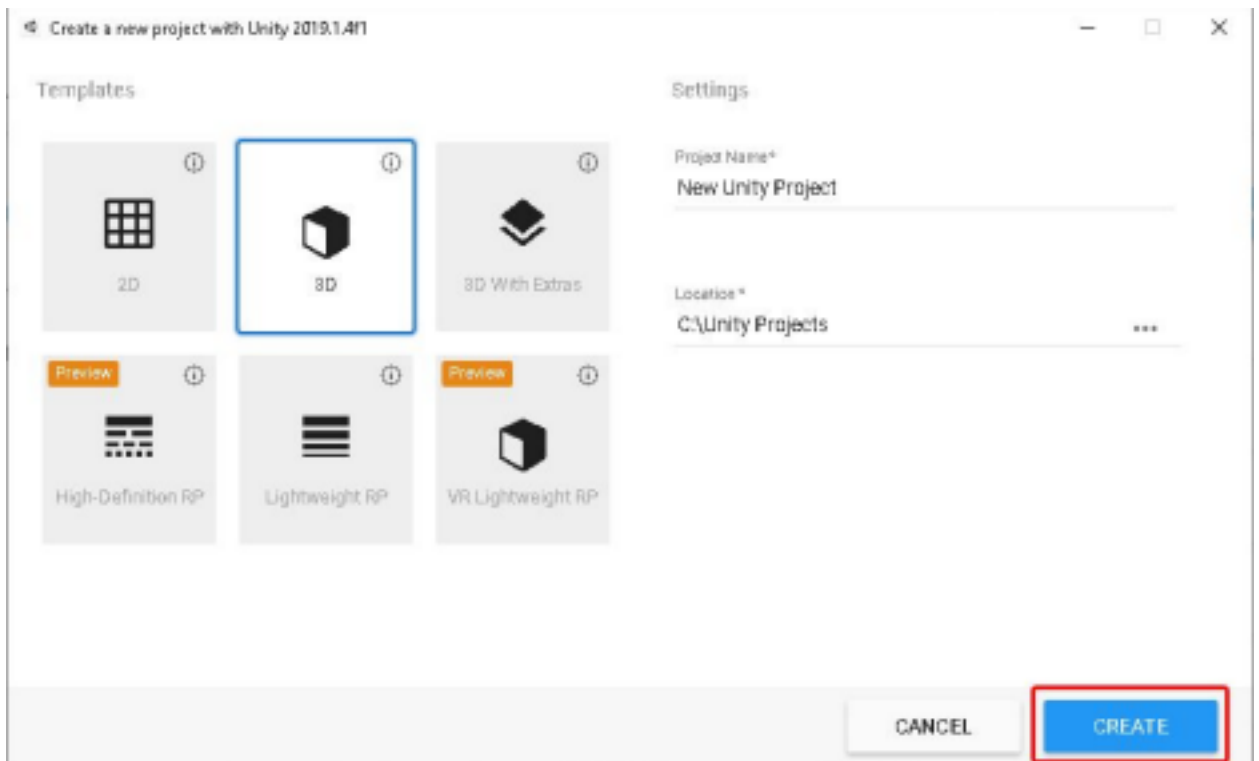 Create a new project with Unity 2019.1.4f1
Templates
Settings
2D
3D
3D With Extras
Project Name*
New Unity Project
Location *
C:\Unity Projects
...
Preview
High-Definition RP
Lightweight RP
Preview
VR Lightweight RP
CANCEL
CREATE